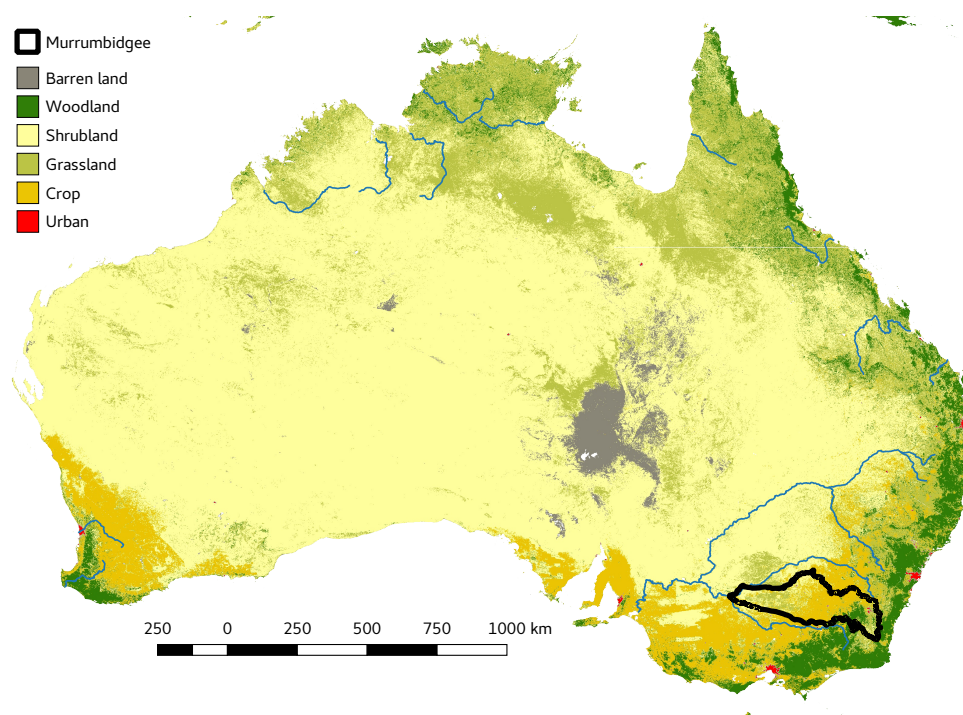 Murrumbidgee
Barren land
Woodland
Shrubland
Grassland
Crop
Urban
250 0 250 500 750 1000 km